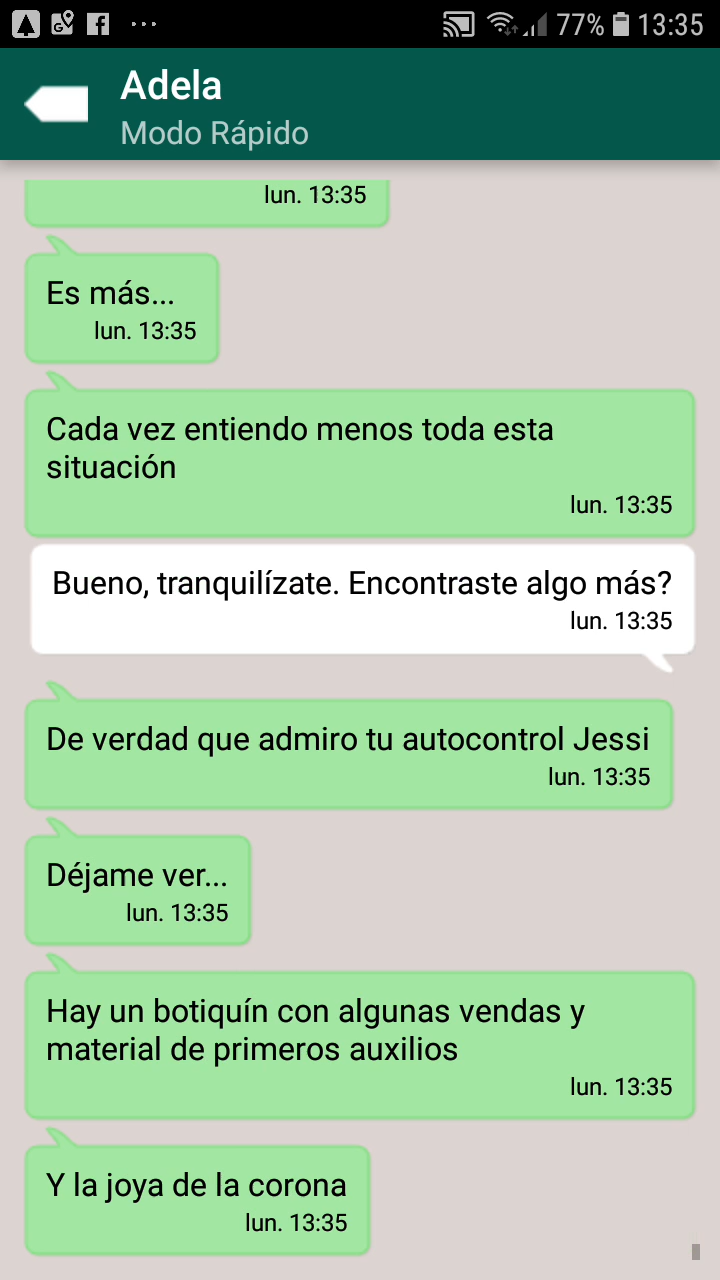 77% 13:35
Adela
Modo Rápido
lun. 13:35
Es más...
lun. 13:35
Cada vez entiendo menos toda esta
situación
lun. 13:35
Bueno, tranquilízate. Encontraste algo más?
lun. 13:35
De verdad que admiro tu autocontrol Jessi
lun. 13:35
Déjame ver...
lun. 13:35
Hay un botiquín con algunas vendas y
material de primeros auxilios
lun. 13:35
Y la joya de la corona
lun. 13:35